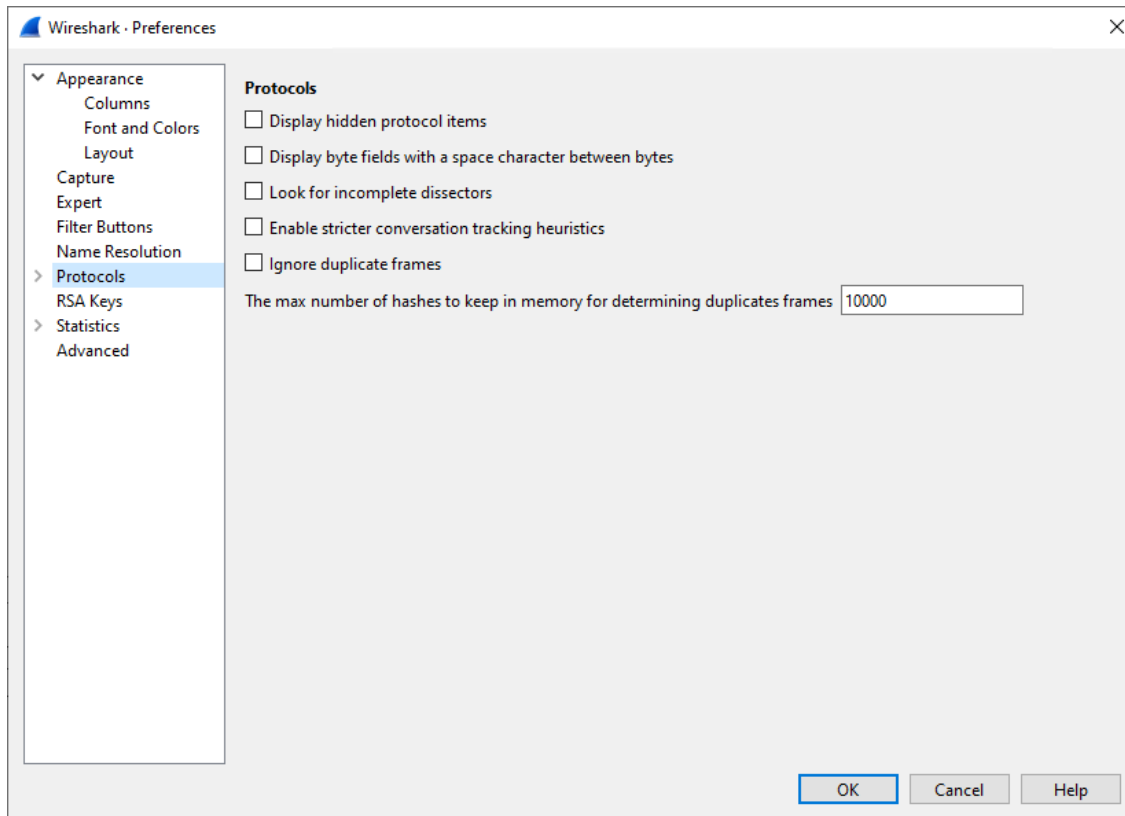 Wireshark · Preferences
Appearance
Columns
Font and Colors
Layout
Capture
Expert
Filter Buttons
Name Resolution
Protocols
RSA Keys
Statistics
Advanced
Protocols
Display hidden protocol items
Display byte fields with a space character between bytes
Look for incomplete dissectors
Enable stricter conversation tracking heuristics
Ignore duplicate frames
The max number of hashes to keep in memory for determining duplicates frames 10000
OK Cancel Help